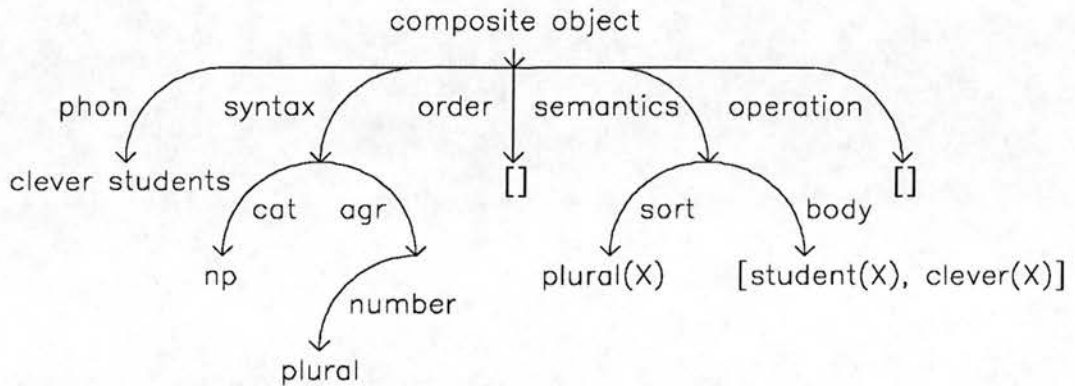 composite object
phon syntax order semantics operation
clever students [] []
cat agr sort body
np plural(X) [student(X), clever(X)]
number
plural